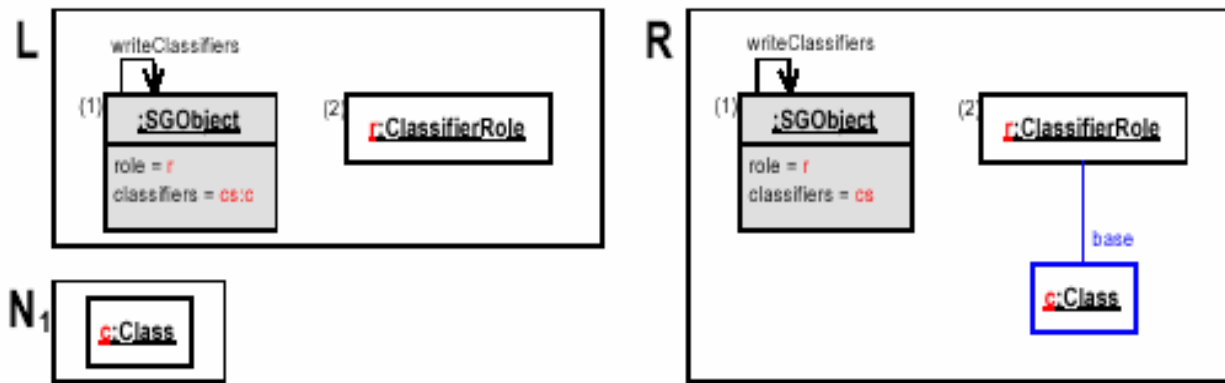 L
writeClassifiers
(1)
:SGObject
role = r
classifiers = cs:c
(2)
r:ClassifierRole
N1
c:Class
R
writeClassifiers
(1)
:SGObject
role = r
classifiers = cs
(2)
r:ClassifierRole
base
c:Class